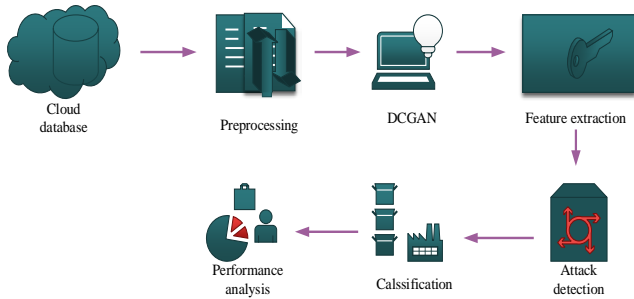 Cloud
database
Preprocessing
DCGAN
Feature extraction
Attack
detection
Calssification
Performance
analysis